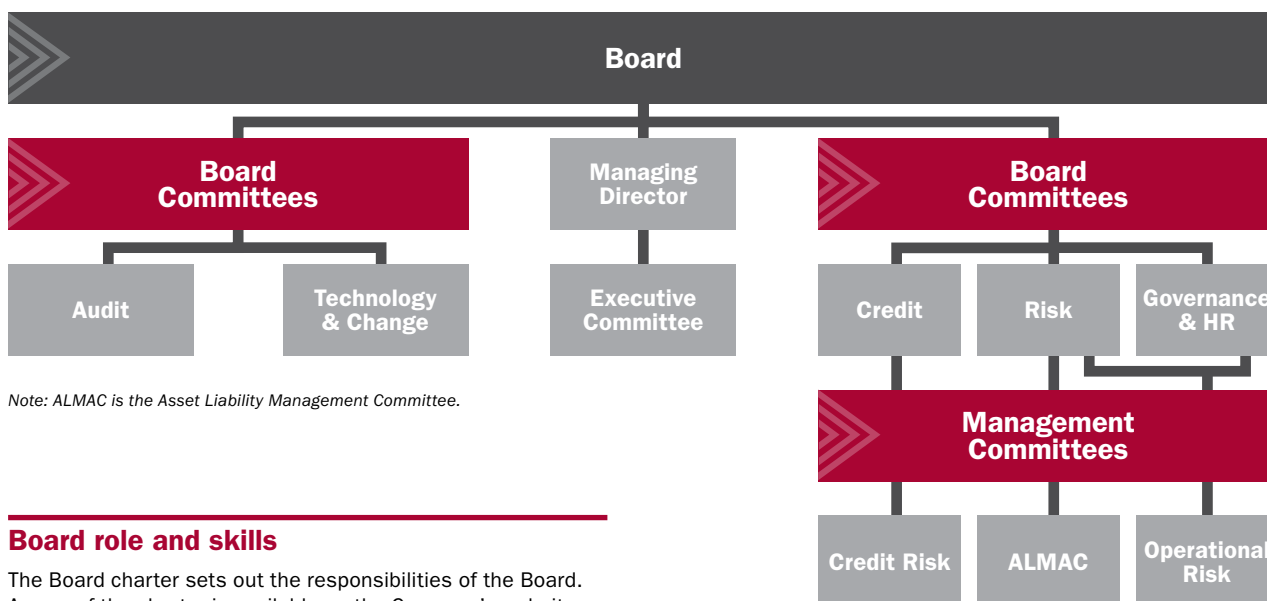 Board
Board
Committees
Managing
Director
Board
Committees
Audit
Technology
& Change
Executive
Committee
Credit
Risk
Governance
& HR
Note: ALMAC is the Asset Liability Management Committee.
Management
Committees
Credit Risk
ALMAC
Operational
Risk
Board role and skills
The Board charter sets out the responsibilities of the Board.